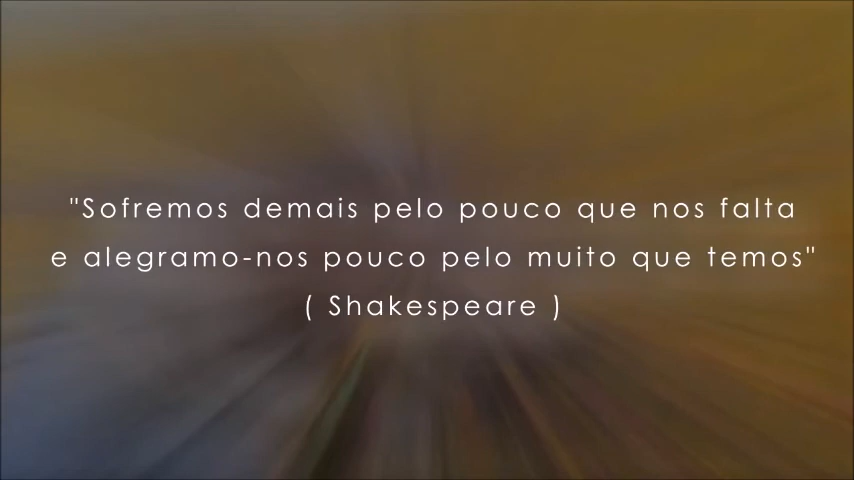 "Sofremos demais pelo pouco que nos falta
e alegramo-nos pouco pelo muito que temos"
( Shakespeare )